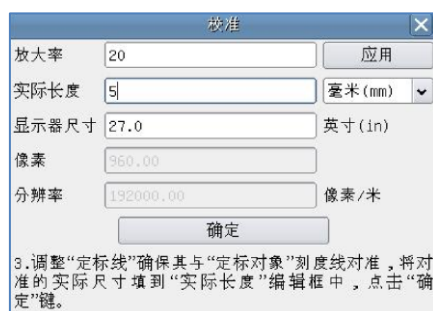 校准
放大率 20 应用
实际长度 5 毫米(mm)
显示器尺寸 27.0 英寸(in)
像素 960.00
分辨率 192000.00 像素/米
确定
3.调整“定标线”确保其与“定标对象”刻度线对准,将对
准的实际尺寸填到“实际长度”编辑框中,点击“确
定”键。